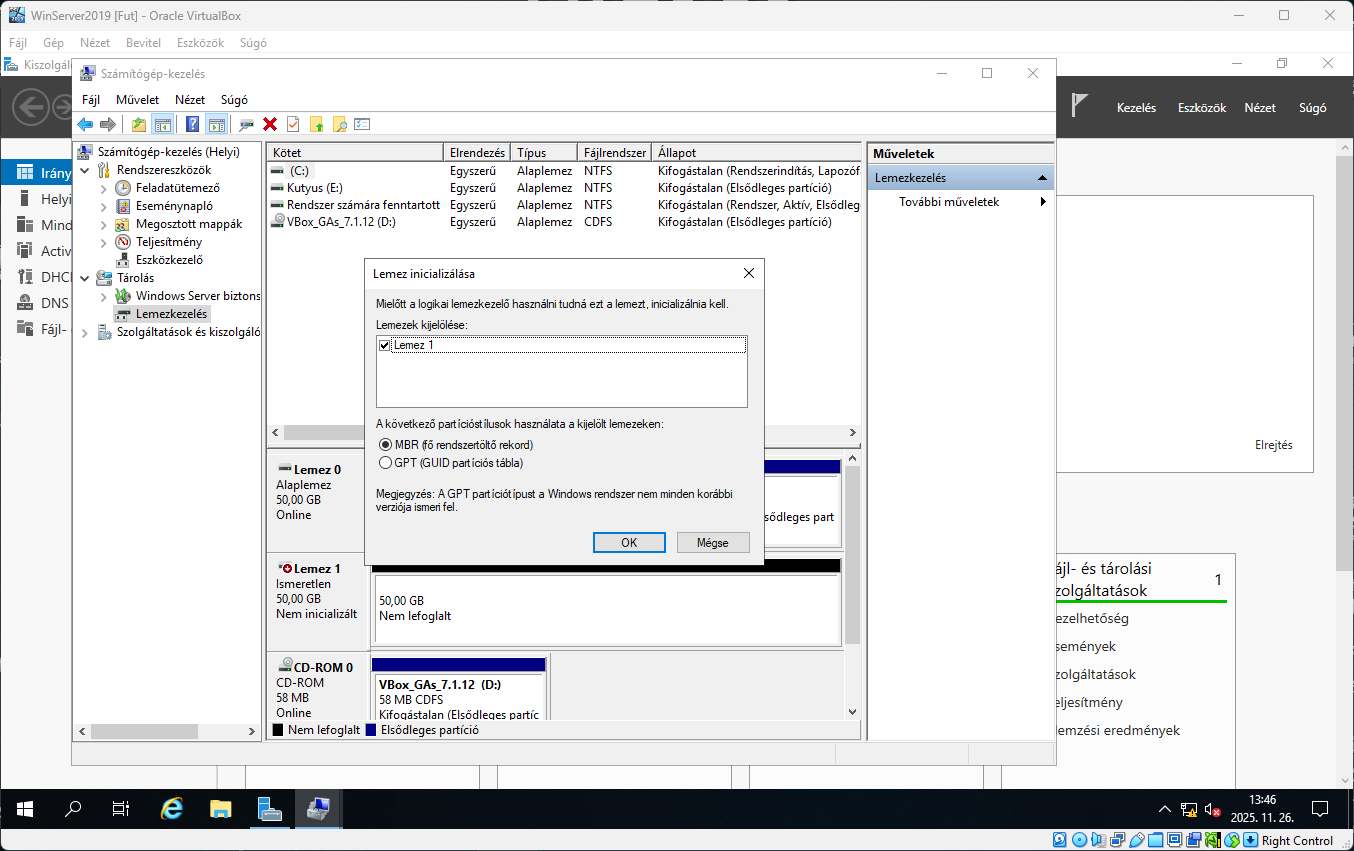 WinServer2019 [Fut] - Oracle VirtualBox
Fájl Gép Nézet Bevitel Eszközök Súgó
Kiszolgál
Kezelés Eszközök Nézet Súgó
Irány
Helyi
Mind
Activ
DHC
DNS
Fájl-
Elrejtés
ájl- és tárolási
zolgáltatások
1
ezelhetőség
semények
zolgáltatások
eljesítmény
lemzési eredmények
Számítógép-kezelés
Fájl Művelet Nézet Súgó
Számítógép-kezelés (Helyi)
Rendszereszközök
Feladatütemező
Eseménynapló
Megosztott mappák
Teljesítmény
Eszközkezelő
Tárolás
Windows Server biztons
Lemezkezelés
Szolgáltatások és kiszolgáló
Kötet Elrendezés Típus Fájlrendszer Állapot
(C:) Egyszerű Alaplemez NTFS Kifogástalan (Rendszerindítás, Lapozófá
Kutyus (E:) Egyszerű Alaplemez NTFS Kifogástalan (Elsődleges partíció)
Rendszer számára fenntartott Egyszerű Alaplemez NTFS Kifogástalan (Rendszer, Aktív, Elsődleg
VBox_GAs_7.1.12 (D:) Egyszerű Alaplemez CDFS Kifogástalan (Elsődleges partíció)
Műveletek
Lemezkezelés
További műveletek
Lemez inicializálása
Mielőtt a logikai lemezkezelő használni tudná ezt a lemezt, inicializálnia kell.
Lemezek kijelölése:
Lemez 1
A következő partícióstílusok használata a kijelölt lemezeken:
MBR (fő rendszertöltő rekord)
GPT (GUID partíciós tábla)
Megjegyzés: A GPT partíciótípust a Windows rendszer nem minden korábbi
verziója ismeri fel.
OK Mégse
Lemez 0
Alaplemez
50,00 GB
Online
sődleges part
Lemez 1
Ismeretlen
50,00 GB
Nem inicializált
50,00 GB
Nem lefoglalt
CD-ROM 0
CD-ROM
58 MB
Online
VBox_GAs_7.1.12 (D:)
58 MB CDFS
Kifogástalan (Elsődleges partíc
Nem lefoglalt Elsődleges partíció
13:46
2025. 11. 26.
Right Control